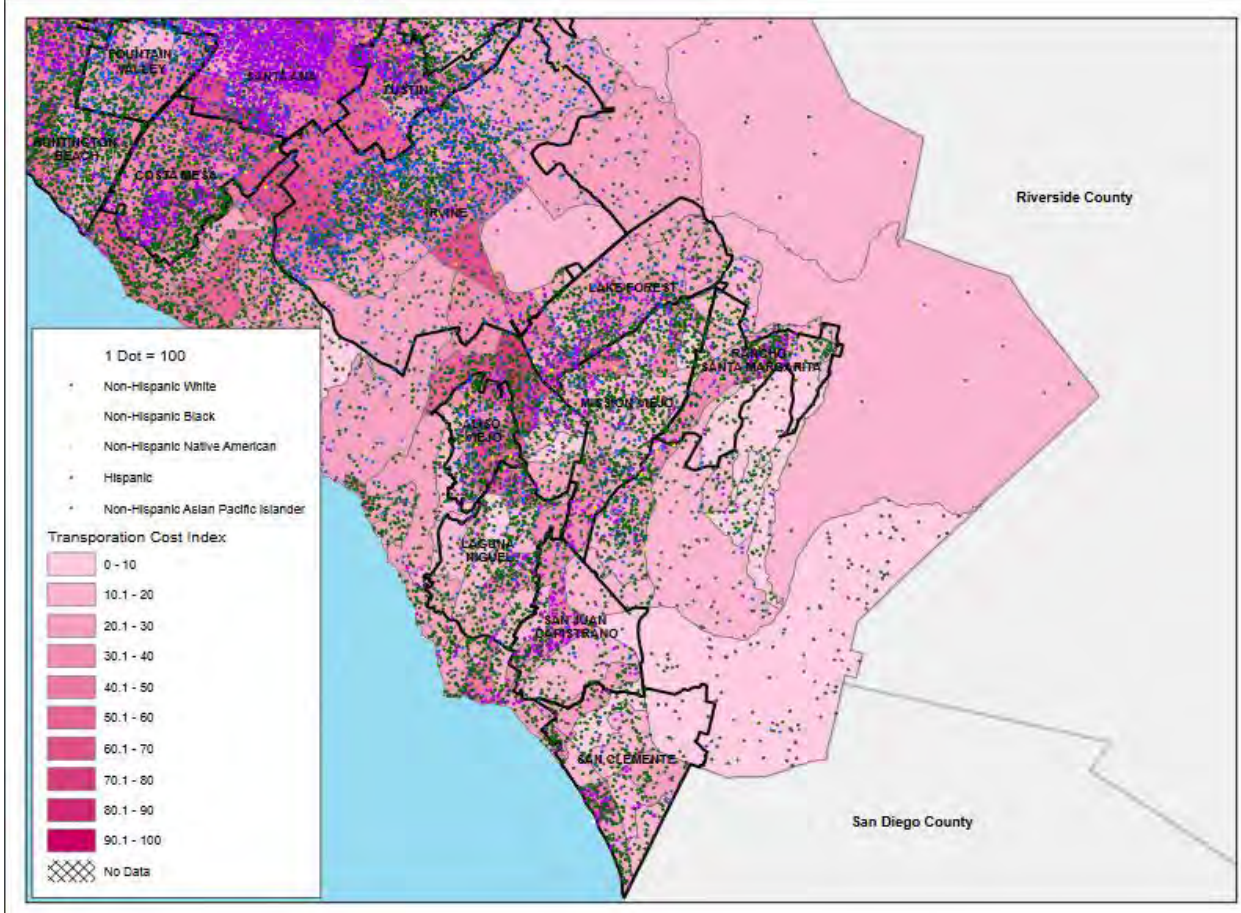 FOUNTAIN
VALLEY
SANTA ANA
TUSTIN
HUNTINGTON
BEACH
COSTA MESA
IRVINE
Riverside County
LAKE FOREST
RANCHO
SANTA MARGARITA
MISSION VIEJO
ALISO
VIEJO
LAGUNA
NIGUEL
SAN JUAN
CAPISTRANO
SAN CLEMENTE
San Diego County
1 Dot = 100
Non-Hispanic White
Non-Hispanic Black
Non-Hispanic Native American
Hispanic
Non-Hispanic Asian Pacific Islander
Transporation Cost Index
0 - 10
10.1 - 20
20.1 - 30
30.1 - 40
40.1 - 50
50.1 - 60
60.1 - 70
70.1 - 80
80.1 - 90
90.1 - 100
No Data